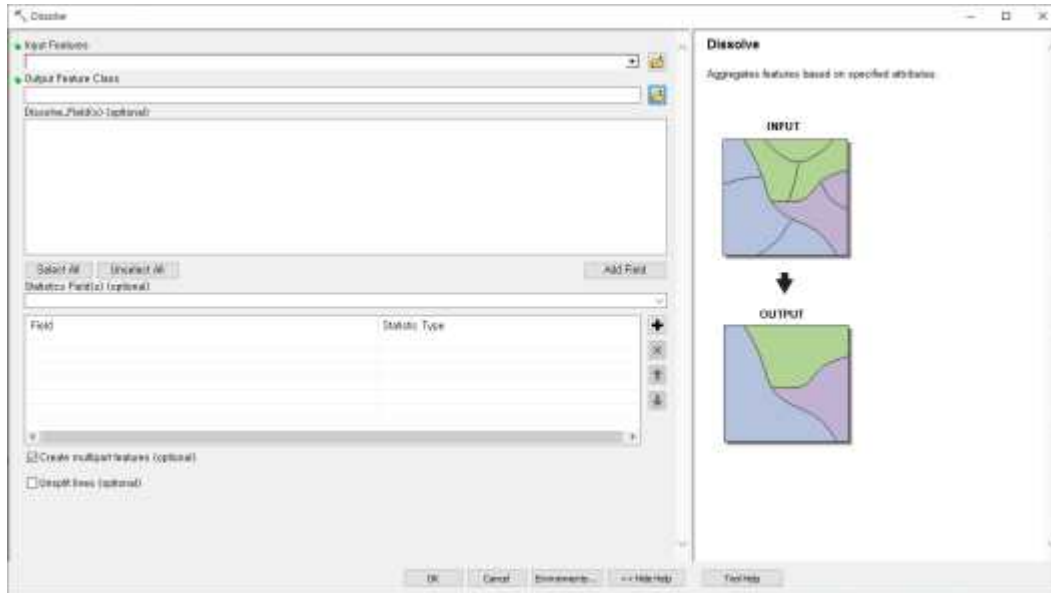 Dissolve
Input Features
Output Feature Class
Dissolve_Field(s) (optional)
Select All
Unselect All
Add Field
Statistics Field(s) (optional)
Field
Statistic Type
Create multipart features (optional)
Unsplit lines (optional)
OK
Cancel
Environments...
<< Hide Help
Tool Help
Dissolve
Aggregates features based on specified attributes.
INPUT
OUTPUT